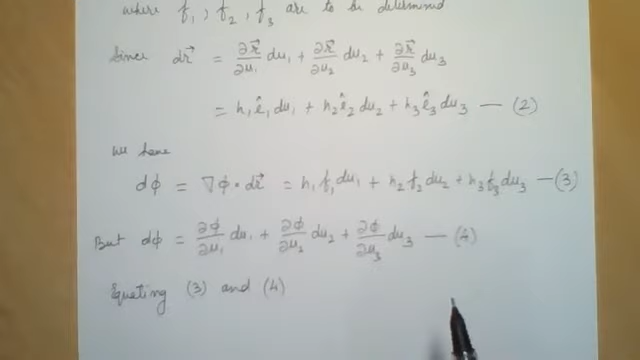 where f₁, f₂, f₃ are to be determined
Since dr⃗ = ∂r⃗/∂u₁ du₁ + ∂r⃗/∂u₂ du₂ + ∂r⃗/∂u₃ du₃
= h₁ê₁du₁ + h₂ê₂du₂ + h₃ê₃du₃ — (2)
We have
dφ = ∇φ · dr⃗ = h₁f₁du₁ + h₂f₂du₂ + h₃f₃du₃ — (3)
But dφ = ∂φ/∂u₁ du₁ + ∂φ/∂u₂ du₂ + ∂φ/∂u₃ du₃ — (4)
Equating (3) and (4)